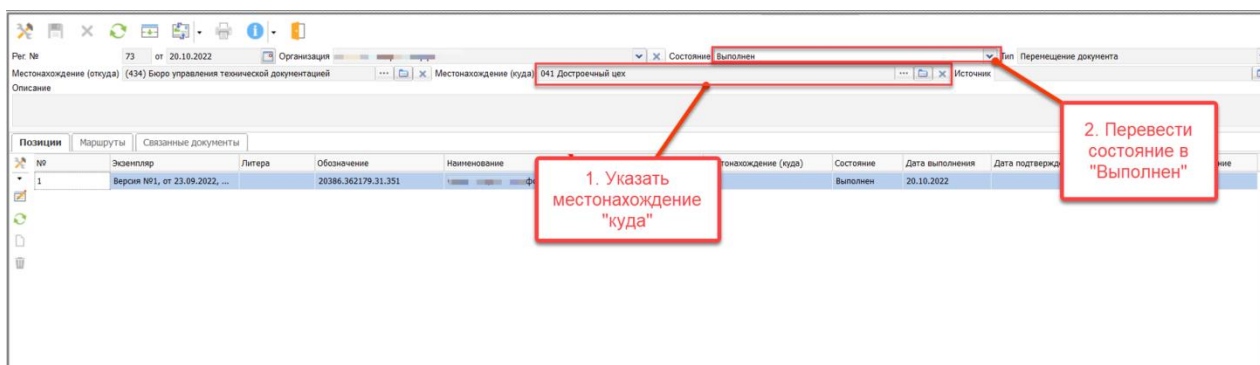 Рег. № 73 от 20.10.2022 Организация Состояние Выполнен Тип Перемещение документа
Местонахождение (откуда) (434) Бюро управления технической документацией Местонахождение (куда) 041 Достроечный цех Источник
Описание
2. Перевести
состояние в
"Выполнен"
Позиции Маршруты Связанные документы
№ Экземпляр Литера Обозначение Наименование (куда) Состояние Дата выполнения Дата
1 Версия №1, от 23.09.2022, ... 20386.362179.31.351 Выполнен 20.10.2022
1. Указать
местонахождение
"куда"